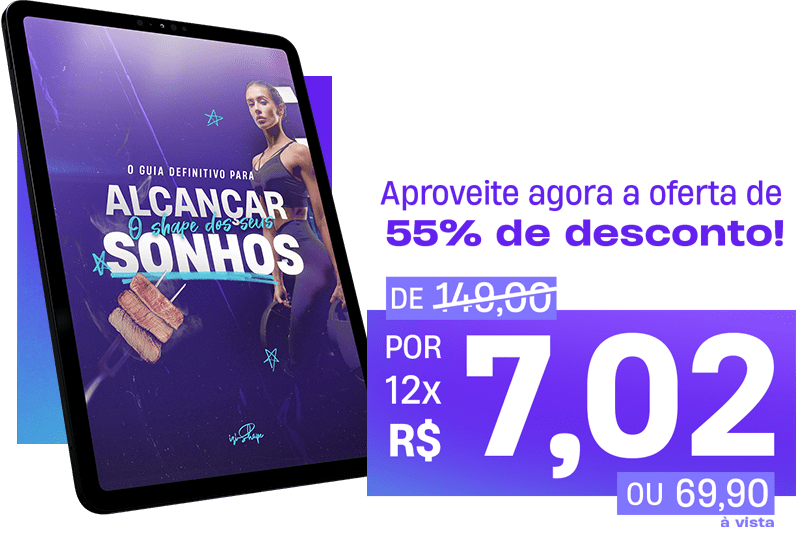 O GUIA DEFINITIVO PARA
ALCANÇAR
O shape dos seus
SONHOS
Aproveite agora a oferta de
55% de desconto!
DE 149,00
POR
12x
R$
7,02
OU 69,90
à vista